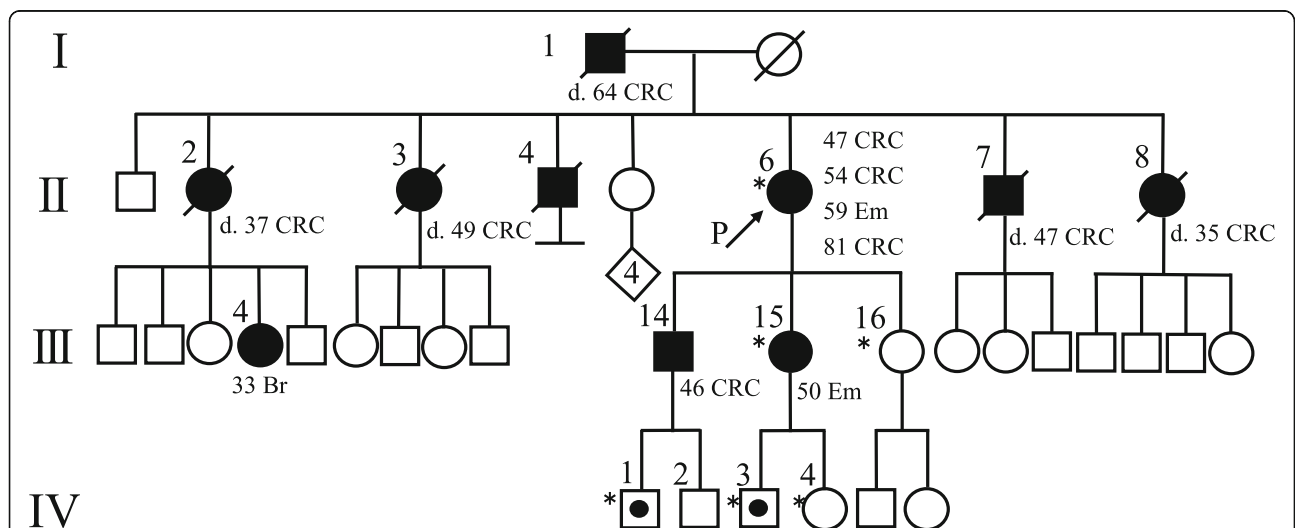 I
1
d. 64 CRC
II
2
3
4
6
7
8
*
P
47 CRC
54 CRC
59 Em
81 CRC
d. 37 CRC
d. 49 CRC
d. 47 CRC
d. 35 CRC
4
III
4
14
15
16
*
*
33 Br
46 CRC
50 Em
IV
1
2
3
4
*
*
*